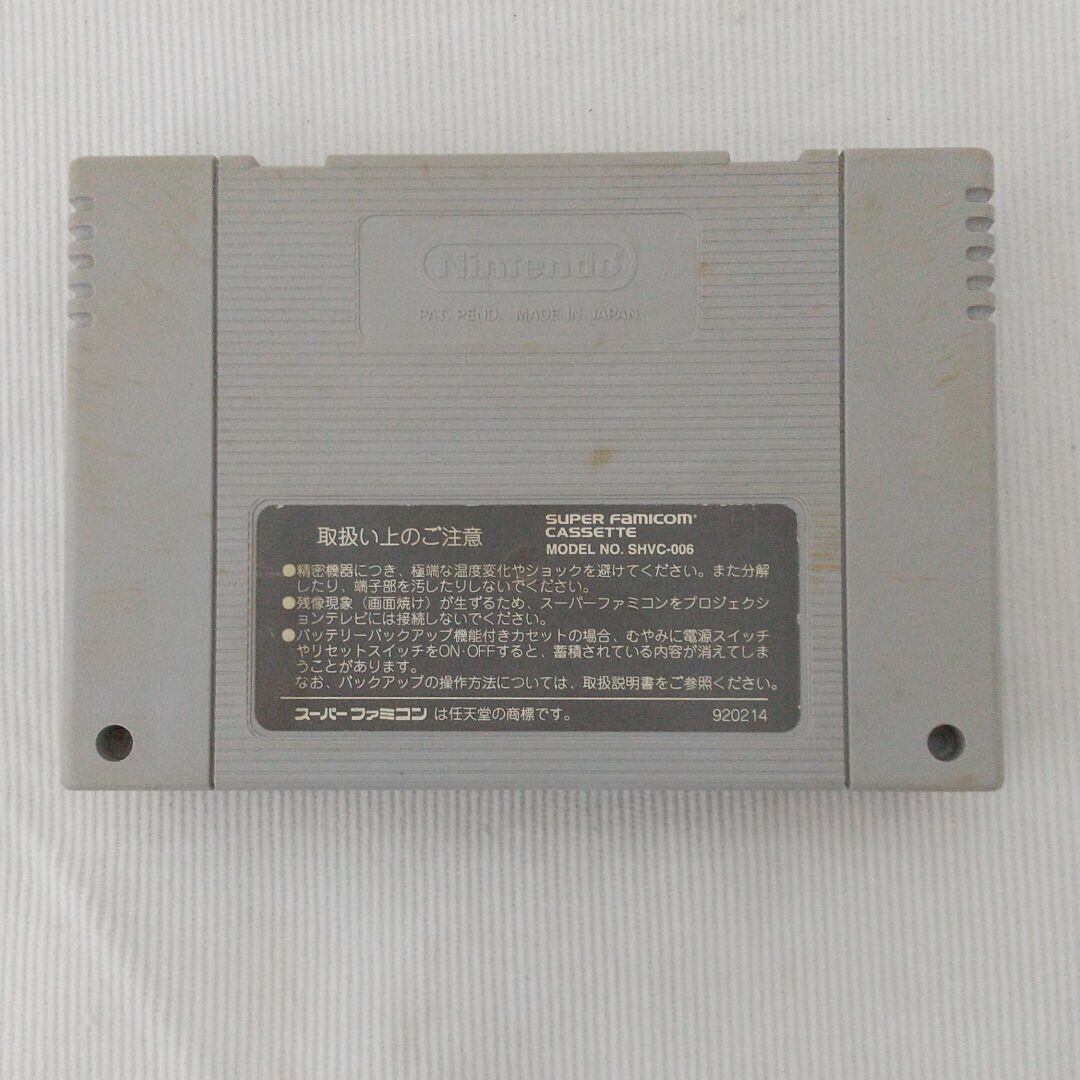 Nintendo®
PAT. PEND. MADE IN JAPAN
取扱い上のご注意
SUPER FAMICOM
CASSETTE
MODEL NO. SHVC-006
●精密機器につき、極端な温度変化やショックを避けてください。また分解
したり、端子部を汚したりしないでください。
●残像現象（画面焼け）が生ずるため、スーパーファミコンをプロジェクシ
ョンテレビには接続しないでください。
●バッテリーバックアップ機能付きカセットの場合、むやみに電源スイッチ
やリセットスイッチをON・OFFすると、蓄積されている内容が消えてしま
うことがあります。
なお、バックアップの操作方法については、取扱説明書をご参照ください。
スーパーファミコン は任天堂の商標です。
920214